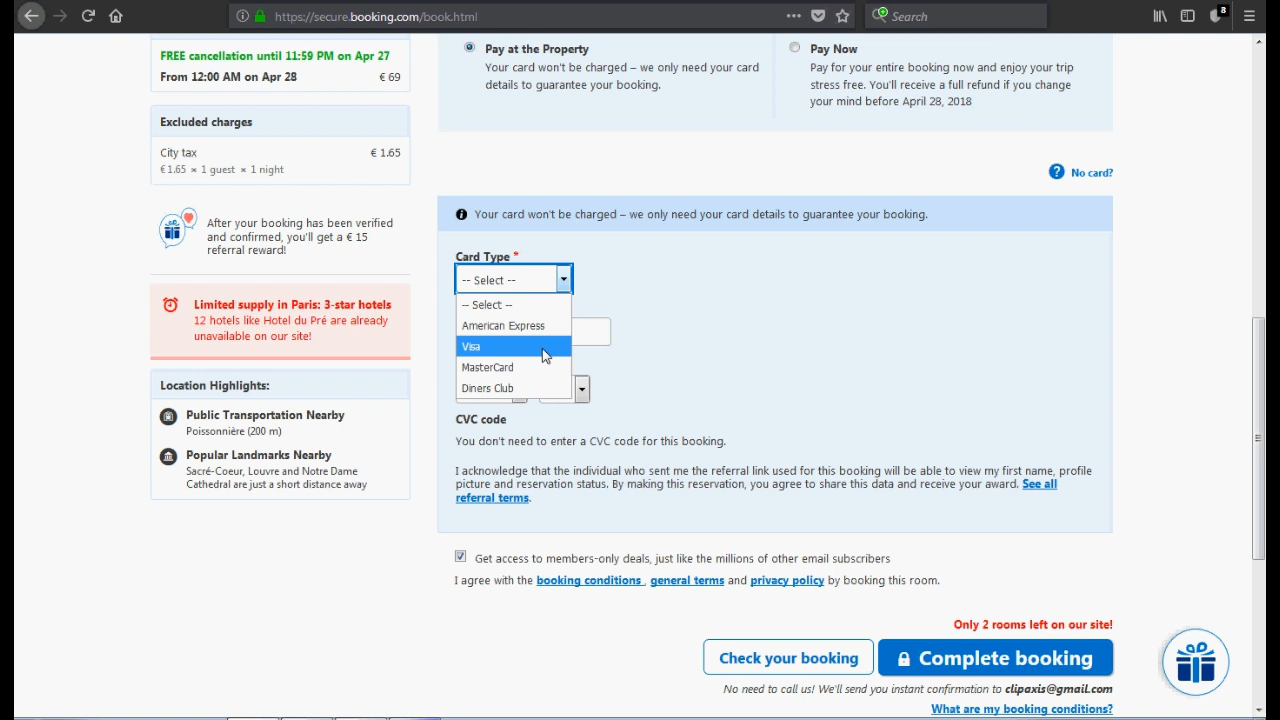 https://secure.booking.com/book.html
Search
8
FREE cancellation until 11:59 PM on Apr 27
From 12:00 AM on Apr 28
€ 69
Excluded charges
City tax
€ 1.65
€ 1.65 × 1 guest × 1 night
After your booking has been verified
and confirmed, you'll get a € 15
referral reward!
Limited supply in Paris: 3-star hotels
12 hotels like Hotel du Pré are already
unavailable on our site!
Location Highlights:
Public Transportation Nearby
Poissonnière (200 m)
Popular Landmarks Nearby
Sacré-Coeur, Louvre and Notre Dame
Cathedral are just a short distance away
Pay at the Property
Your card won't be charged – we only need your card
details to guarantee your booking.
Pay Now
Pay for your entire booking now and enjoy your trip
stress free. You'll receive a full refund if you change
your mind before April 28, 2018
? No card?
Your card won't be charged – we only need your card details to guarantee your booking.
Card Type *
-- Select --
-- Select --
American Express
Visa
MasterCard
Diners Club
CVC code
You don't need to enter a CVC code for this booking.
I acknowledge that the individual who sent me the referral link used for this booking will be able to view my first name, profile
picture and reservation status. By making this reservation, you agree to share this data and receive your award. See all
referral terms.
Get access to members-only deals, just like the millions of other email subscribers
I agree with the booking conditions , general terms and privacy policy by booking this room.
Only 2 rooms left on our site!
Check your booking
Complete booking
No need to call us! We'll send you instant confirmation to clipaxis@gmail.com
What are my booking conditions?